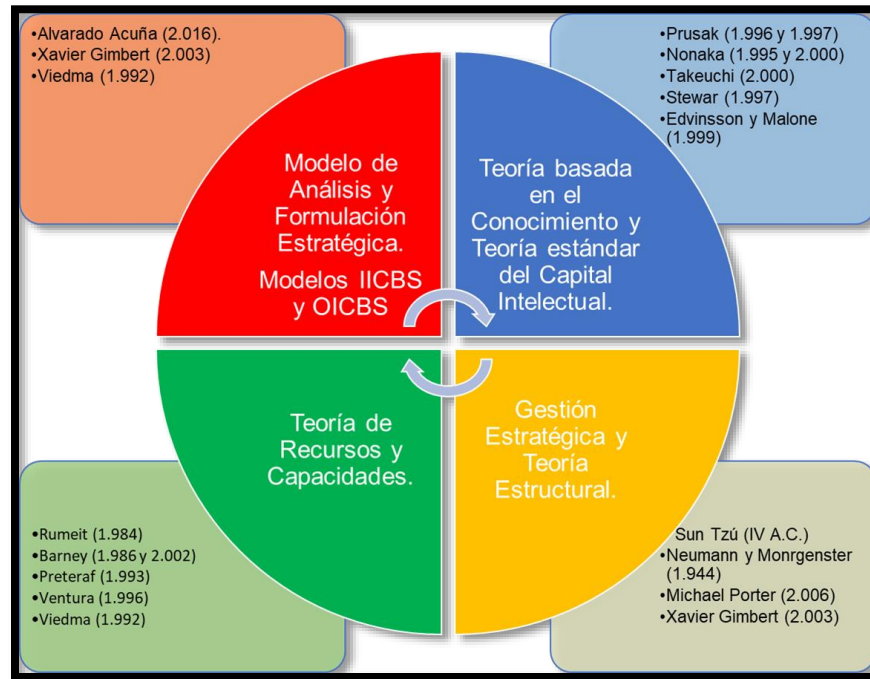 •Alvarado Acuña (2.016).
•Xavier Gimbert (2.003)
•Viedma (1.992)
•Prusak (1.996 y 1.997)
•Nonaka (1.995 y 2.000)
•Takeuchi (2.000)
•Stewar (1.997)
•Edvinsson y Malone
(1.999)
Modelo de
Análisis y
Formulación
Estratégica.
Modelos IICBS
y OICBS
Teoría basada
en el
Conocimiento y
Teoría estándar
del Capital
Intelectual.
Teoría de
Recursos y
Capacidades.
Gestión
Estratégica y
Teoría
Estructural.
•Rumeit (1.984)
•Barney (1.986 y 2.002)
•Preteraf (1.993)
•Ventura (1.996)
•Viedma (1.992)
Sun Tzú (IV A.C.)
•Neumann y Monrgenster
(1.944)
•Michael Porter (2.006)
•Xavier Gimbert (2.003)